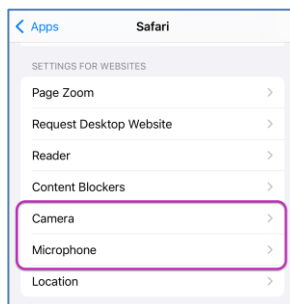 Apps
Safari
SETTINGS FOR WEBSITES
Page Zoom
Request Desktop Website
Reader
Content Blockers
Camera
Microphone
Location